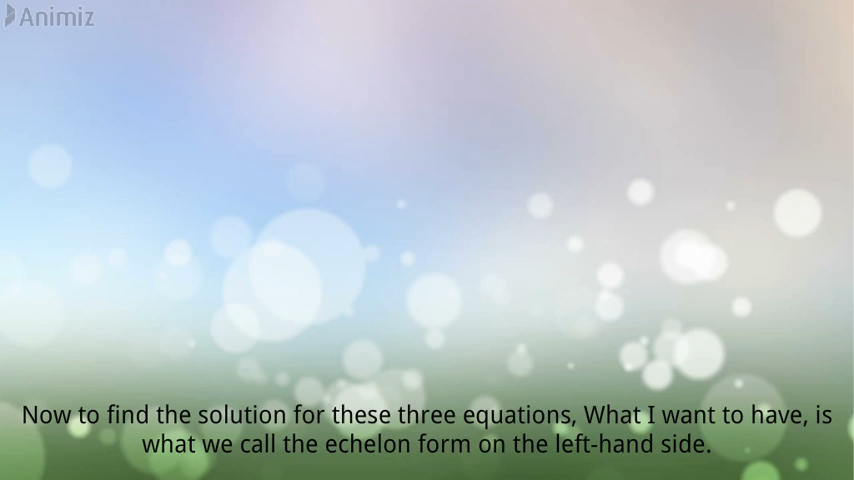 Animiz
Now to find the solution for these three equations, What I want to have, is
what we call the echelon form on the left-hand side.